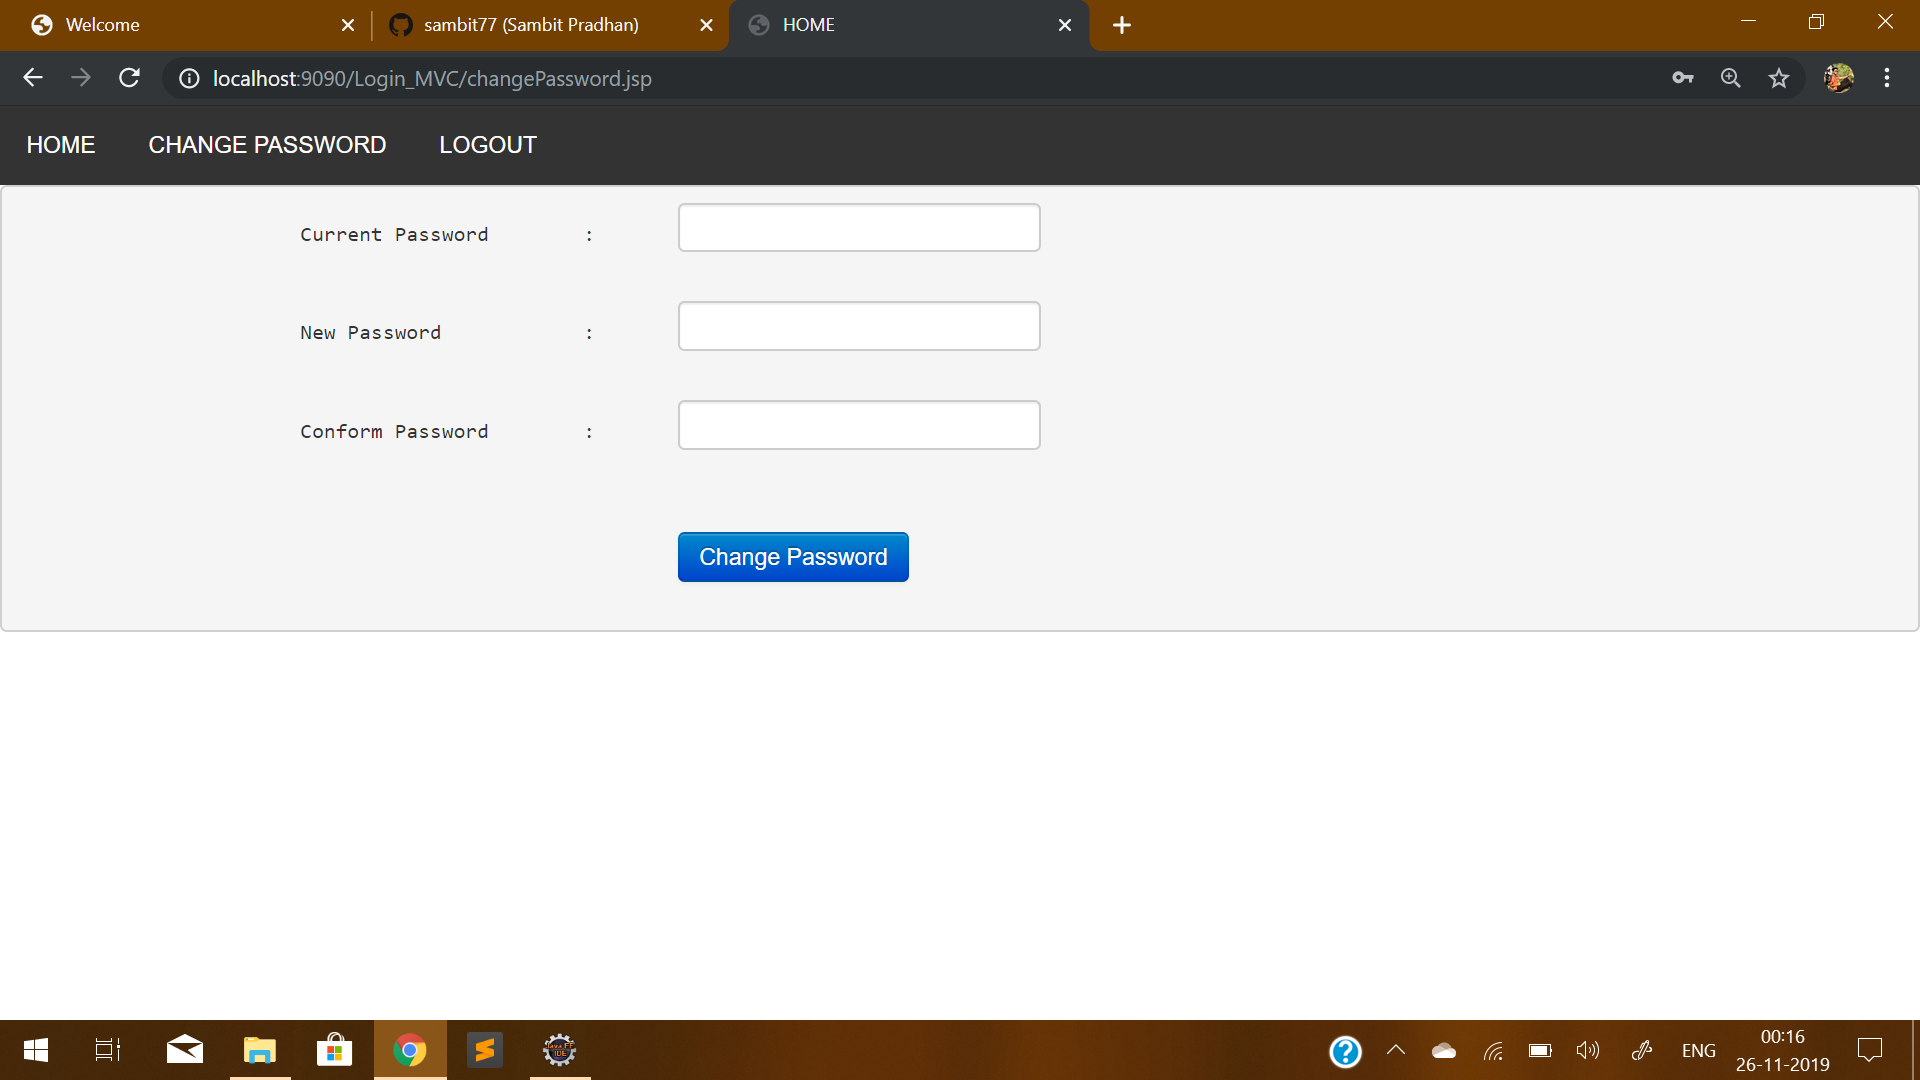 Welcome
sambit77 (Sambit Pradhan)
HOME
localhost:9090/Login_MVC/changePassword.jsp
HOME CHANGE PASSWORD LOGOUT
Current Password :
New Password :
Conform Password :
Change Password
ENG
00:16
26-11-2019